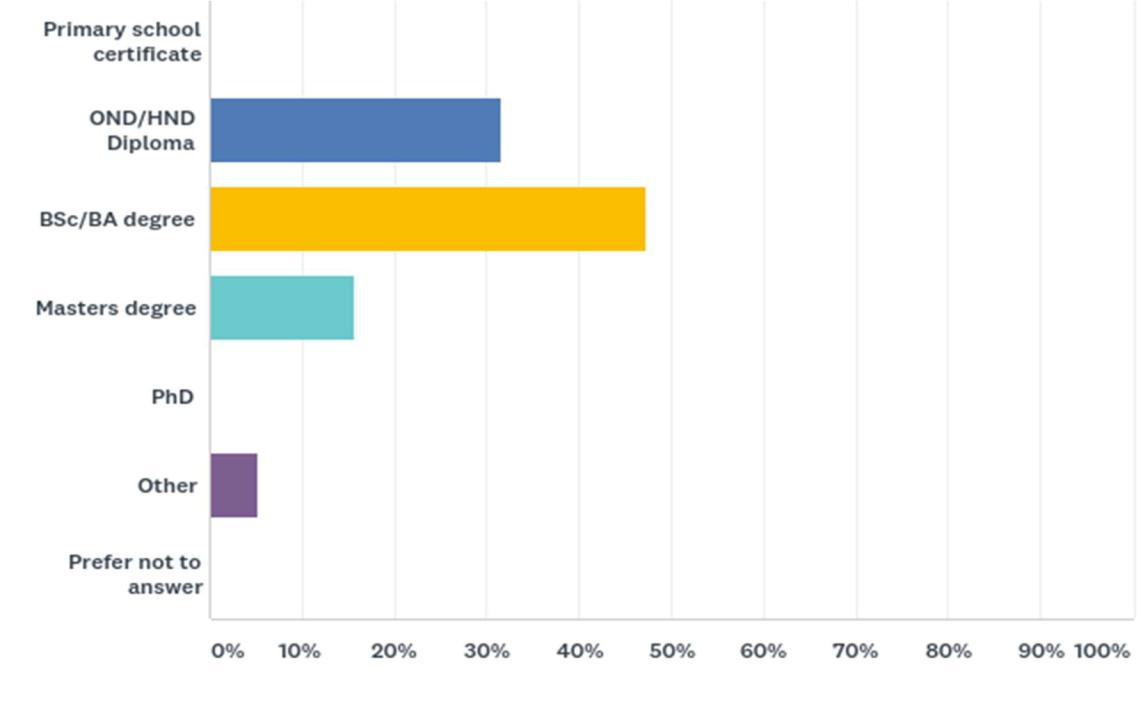 Primary school
certificate
OND/HND
Diploma
BSc/BA degree
Masters degree
PhD
Other
Prefer not to
answer
0% 10% 20% 30% 40% 50% 60% 70% 80% 90% 100%